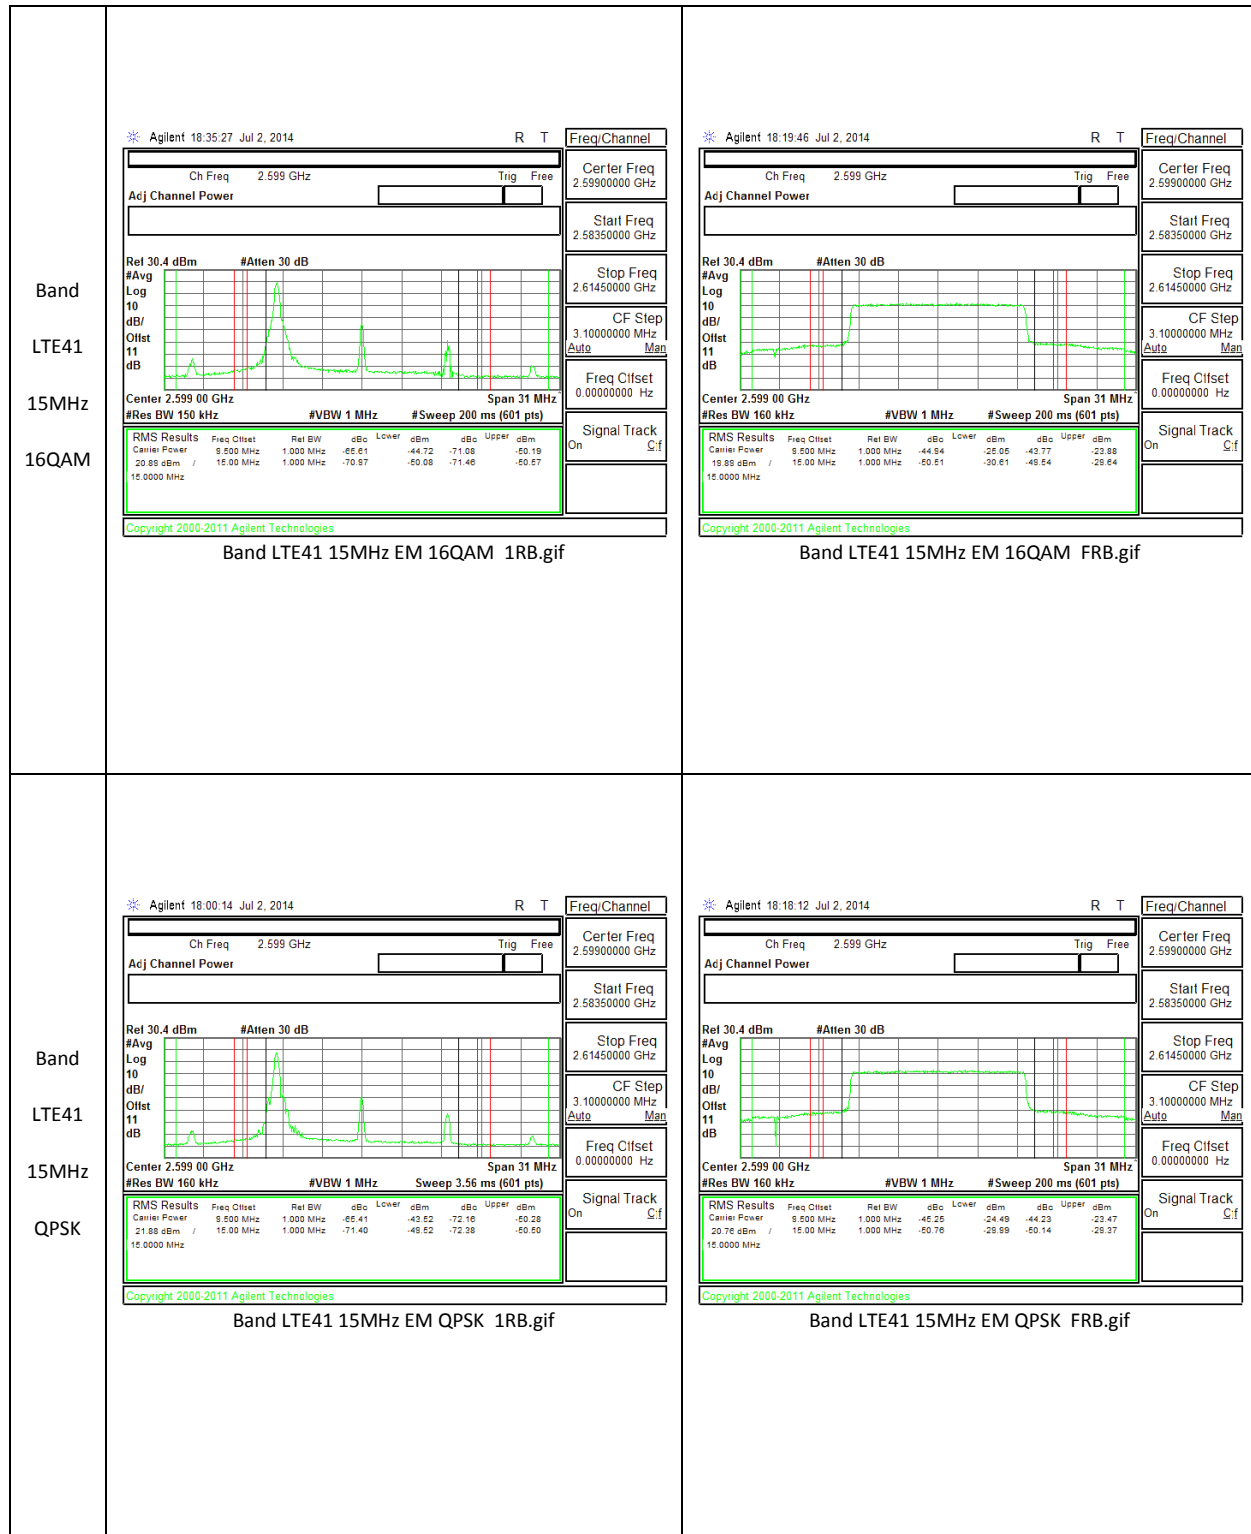 Band
LTE41
15MHz
16QAM
Agilent 18:35:27 Jul 2, 2014 R T
Freq/Channel
Ch Freq 2.599 GHz Trig Free
Adj Channel Power
Center Freq
2.59900000 GHz
Start Freq
2.58350000 GHz
Stop Freq
2.61450000 GHz
CF Step
3.10000000 MHz
Auto Man
Freq Offset
0.00000000 Hz
Signal Track
On Off
Ref 30.4 dBm #Atten 30 dB
#Avg
Log
10
dB/
Offst
11
dB
Center 2.599 00 GHz Span 31 MHz
#Res BW 150 kHz #VBW 1 MHz #Sweep 200 ms (601 pts)
RMS Results Freq Offset Ref BW dBc Lower dBm dBc Upper dBm
Carrier Power 9.500 MHz 1.000 MHz -65.61 -44.72 -71.08 -50.19
20.89 dBm / 15.00 MHz 1.000 MHz -70.97 -50.08 -71.46 -50.57
15.0000 MHz
Copyright 2000-2011 Agilent Technologies
Band LTE41 15MHz EM 16QAM 1RB.gif
Agilent 18:19:46 Jul 2, 2014 R T
Freq/Channel
Ch Freq 2.599 GHz Trig Free
Adj Channel Power
Center Freq
2.59900000 GHz
Start Freq
2.58350000 GHz
Stop Freq
2.61450000 GHz
CF Step
3.10000000 MHz
Auto Man
Freq Offset
0.00000000 Hz
Signal Track
On Off
Ref 30.4 dBm #Atten 30 dB
#Avg
Log
10
dB/
Offst
11
dB
Center 2.599 00 GHz Span 31 MHz
#Res BW 160 kHz #VBW 1 MHz #Sweep 200 ms (601 pts)
RMS Results Freq Offset Ref BW dBc Lower dBm dBc Upper dBm
Carrier Power 9.500 MHz 1.000 MHz -44.94 -25.05 -43.77 -23.88
19.89 dBm / 15.00 MHz 1.000 MHz -50.51 -30.61 -49.54 -29.64
15.0000 MHz
Copyright 2000-2011 Agilent Technologies
Band LTE41 15MHz EM 16QAM FRB.gif
Band
LTE41
15MHz
QPSK
Agilent 18:00:14 Jul 2, 2014 R T
Freq/Channel
Ch Freq 2.599 GHz Trig Free
Adj Channel Power
Center Freq
2.59900000 GHz
Start Freq
2.58350000 GHz
Stop Freq
2.61450000 GHz
CF Step
3.10000000 MHz
Auto Man
Freq Offset
0.00000000 Hz
Signal Track
On Off
Ref 30.4 dBm #Atten 30 dB
#Avg
Log
10
dB/
Offst
11
dB
Center 2.599 00 GHz Span 31 MHz
#Res BW 160 kHz #VBW 1 MHz Sweep 3.56 ms (601 pts)
RMS Results Freq Offset Ref BW dBc Lower dBm dBc Upper dBm
Carrier Power 9.500 MHz 1.000 MHz -65.41 -43.52 -72.16 -50.28
21.88 dBm / 15.00 MHz 1.000 MHz -71.40 -49.52 -72.38 -50.50
15.0000 MHz
Copyright 2000-2011 Agilent Technologies
Band LTE41 15MHz EM QPSK 1RB.gif
Agilent 18:18:12 Jul 2, 2014 R T
Freq/Channel
Ch Freq 2.599 GHz Trig Free
Adj Channel Power
Center Freq
2.59900000 GHz
Start Freq
2.58350000 GHz
Stop Freq
2.61450000 GHz
CF Step
3.10000000 MHz
Auto Man
Freq Offset
0.00000000 Hz
Signal Track
On Off
Ref 30.4 dBm #Atten 30 dB
#Avg
Log
10
dB/
Offst
11
dB
Center 2.599 00 GHz Span 31 MHz
#Res BW 160 kHz #VBW 1 MHz #Sweep 200 ms (601 pts)
RMS Results Freq Offset Ref BW dBc Lower dBm dBc Upper dBm
Carrier Power 9.500 MHz 1.000 MHz -45.25 -24.49 -44.23 -23.47
20.76 dBm / 15.00 MHz 1.000 MHz -50.76 -29.99 -50.14 -29.37
15.0000 MHz
Copyright 2000-2011 Agilent Technologies
Band LTE41 15MHz EM QPSK FRB.gif